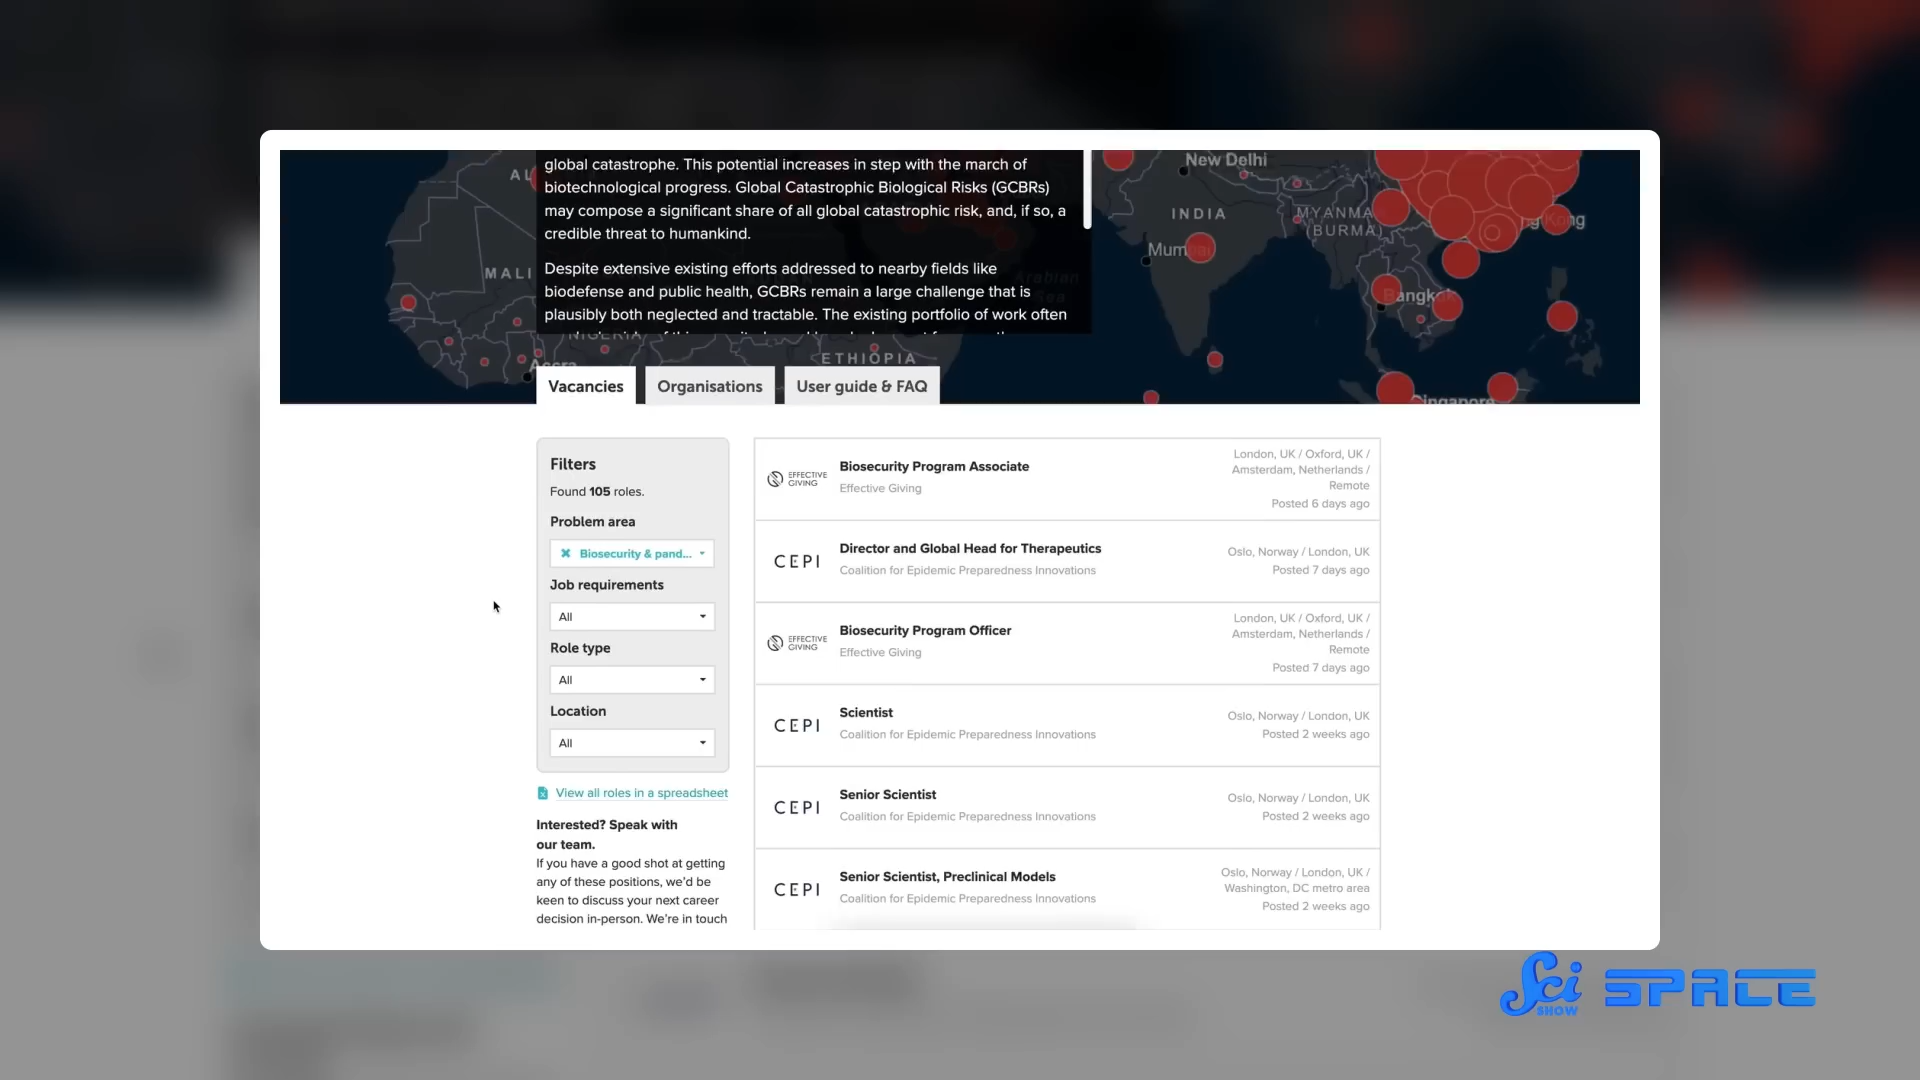 global catastrophe. This potential increases in step with the march of
biotechnological progress. Global Catastrophic Biological Risks (GCBRs)
may compose a significant share of all global catastrophic risk, and, if so, a
credible threat to humankind.
Despite extensive existing efforts addressed to nearby fields like
biodefense and public health, GCBRs remain a large challenge that is
plausibly both neglected and tractable. The existing portfolio of work often
AL
MALI
NIGERIA
Accra
ETHIOPIA
Arabian
Sea
New Delhi
INDIA
Mumbai
MYANMA
(BURMA)
Kong
Bangk
Singapore
Vacancies
Organisations
User guide & FAQ
Filters
Found 105 roles.
Problem area
Biosecurity & pand...
Job requirements
All
Role type
All
Location
All
View all roles in a spreadsheet
Interested? Speak with
our team.
If you have a good shot at getting
any of these positions, we'd be
keen to discuss your next career
decision in-person. We're in touch
EFFECTIVE
GIVING
Biosecurity Program Associate
Effective Giving
London, UK / Oxford, UK /
Amsterdam, Netherlands /
Remote
Posted 6 days ago
CEPI
Director and Global Head for Therapeutics
Coalition for Epidemic Preparedness Innovations
Oslo, Norway / London, UK
Posted 7 days ago
EFFECTIVE
GIVING
Biosecurity Program Officer
Effective Giving
London, UK / Oxford, UK /
Amsterdam, Netherlands /
Remote
Posted 7 days ago
CEPI
Scientist
Coalition for Epidemic Preparedness Innovations
Oslo, Norway / London, UK
Posted 2 weeks ago
CEPI
Senior Scientist
Coalition for Epidemic Preparedness Innovations
Oslo, Norway / London, UK
Posted 2 weeks ago
CEPI
Senior Scientist, Preclinical Models
Coalition for Epidemic Preparedness Innovations
Oslo, Norway / London, UK /
Washington, DC metro area
Posted 2 weeks ago
Sci
SHOW
SPACE